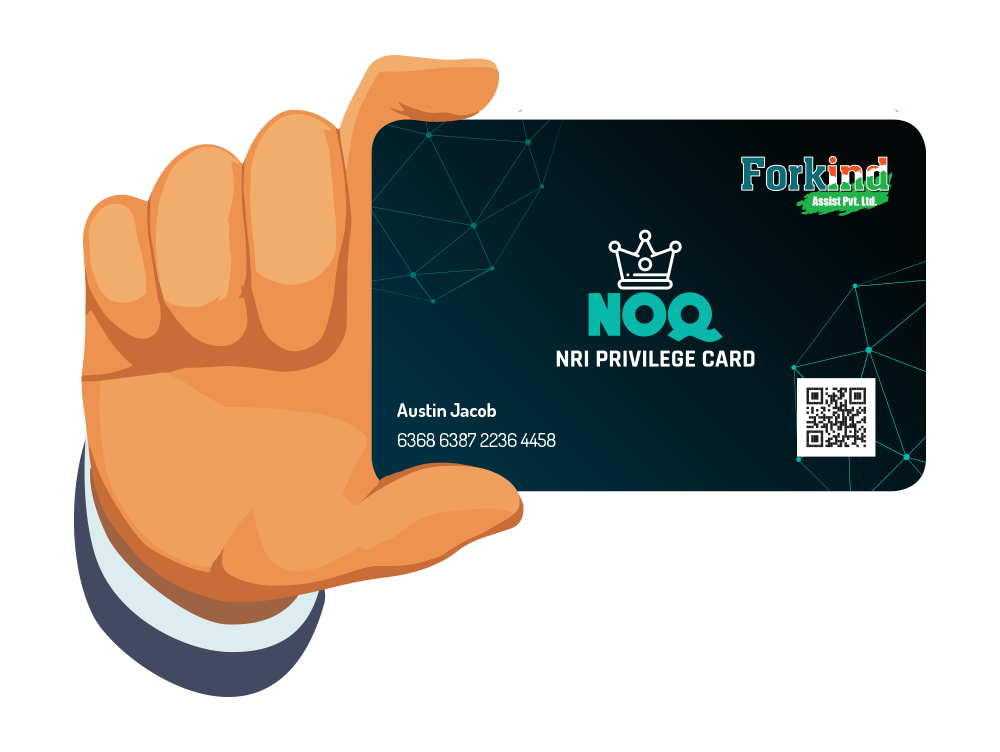 Forkind
Assist Pvt. Ltd.
NOQ
NRI PRIVILEGE CARD
Austin Jacob
6368 6387 2236 4458